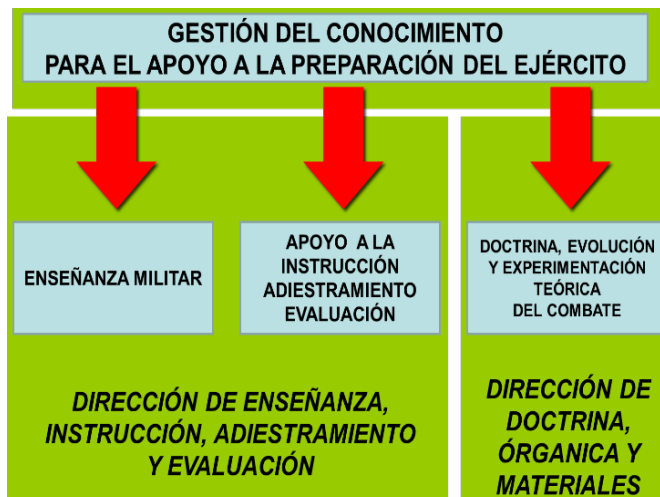 GESTIÓN DEL CONOCIMIENTO
PARA EL APOYO A LA PREPARACIÓN DEL EJÉRCITO
ENSEÑANZA MILITAR
APOYO A LA
INSTRUCCIÓN
ADIESTRAMIENTO
EVALUACIÓN
DOCTRINA, EVOLUCIÓN
Y EXPERIMENTACIÓN
TEÓRICA
DEL COMBATE
DIRECCIÓN DE ENSEÑANZA,
INSTRUCCIÓN, ADIESTRAMIENTO
Y EVALUACIÓN
DIRECCIÓN DE
DOCTRINA,
ÓRGANICA Y
MATERIALES